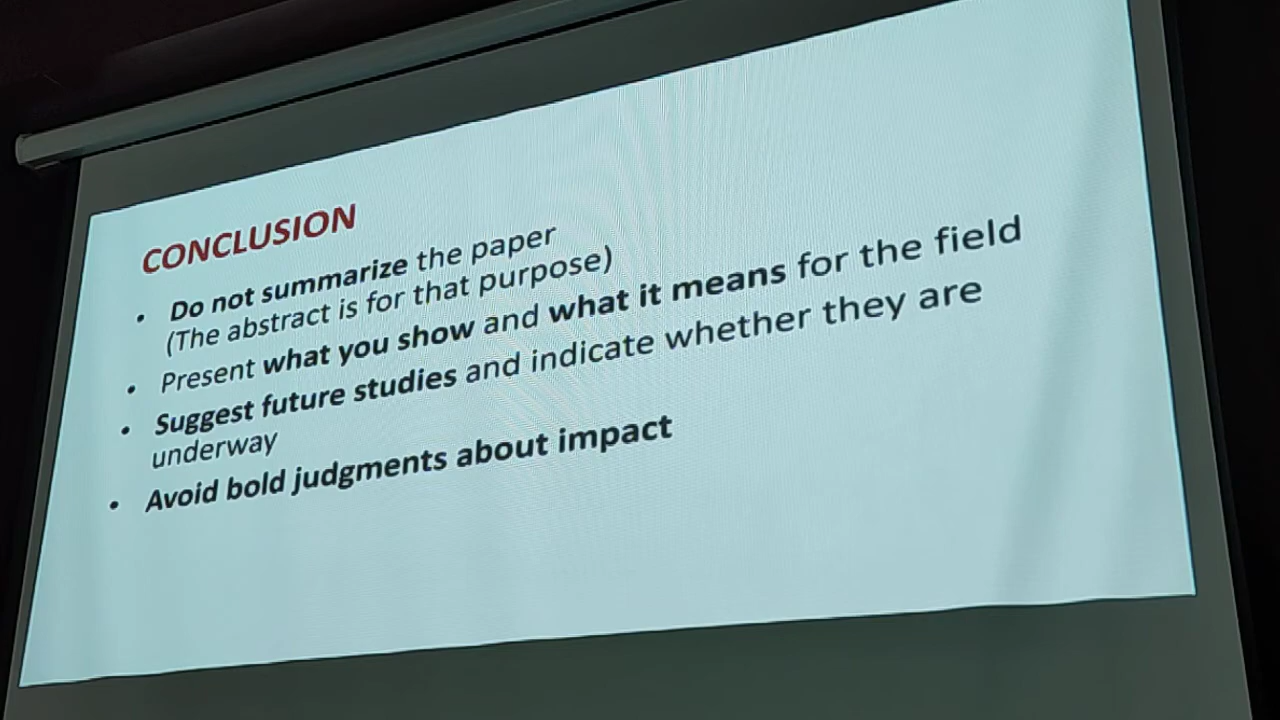 CONCLUSION
• Do not summarize the paper
(The abstract is for that purpose)
• Present what you show and what it means for the field
• Suggest future studies and indicate whether they are
underway
• Avoid bold judgments about impact